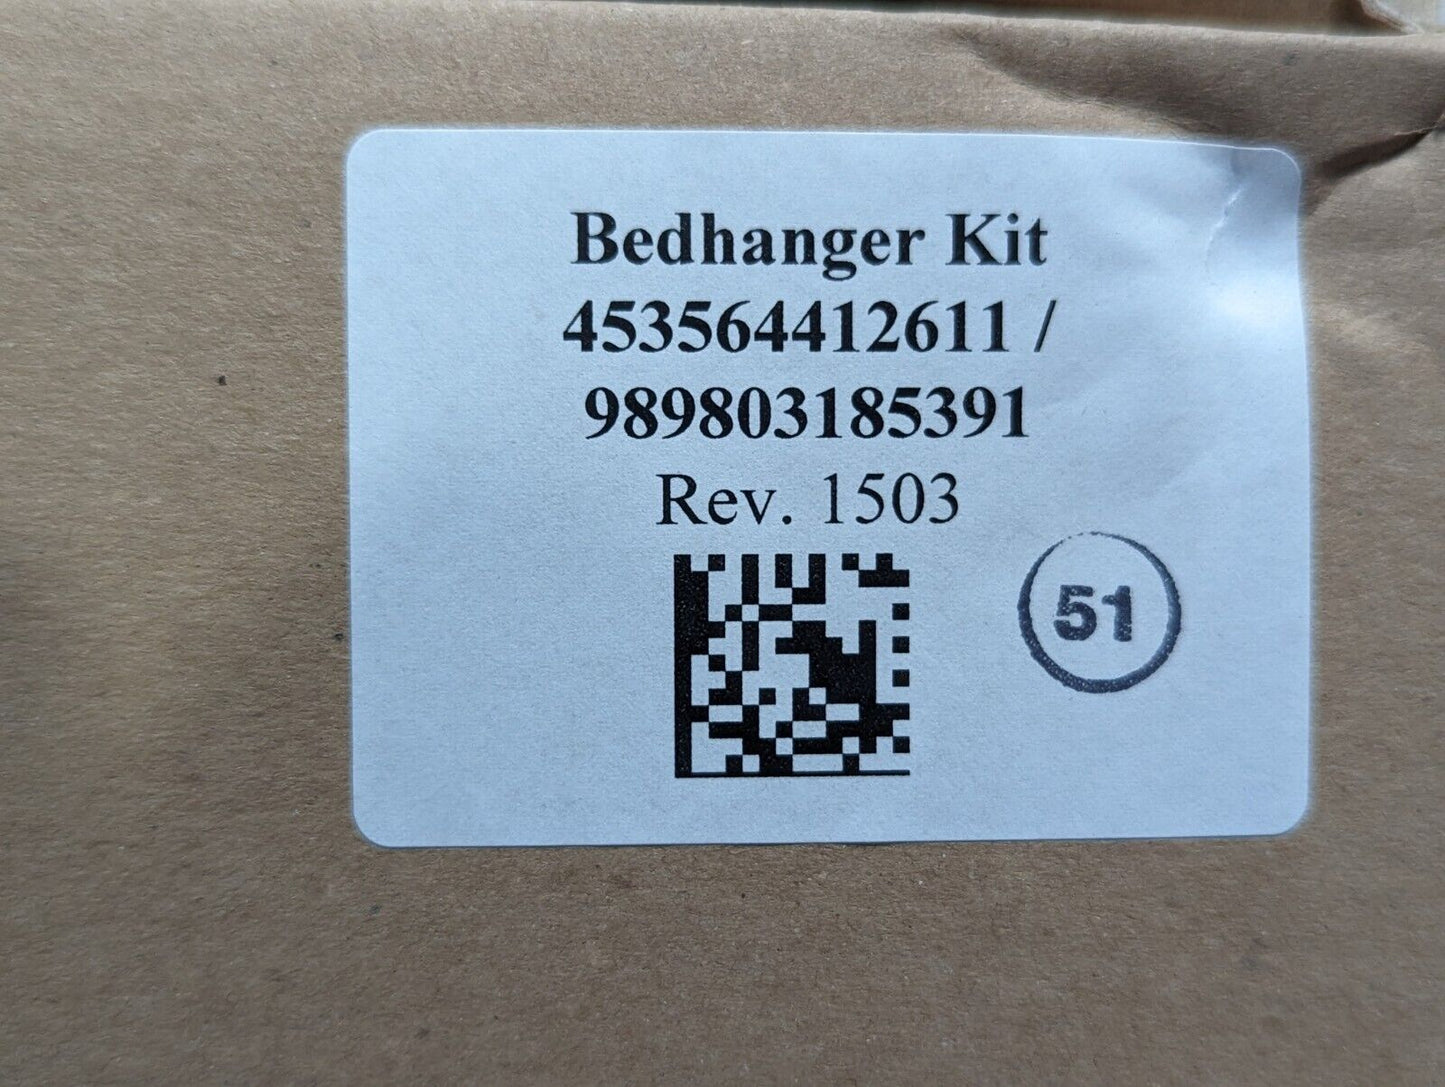 Bedhanger Kit
453564412611 /
989803185391
Rev. 1503
51